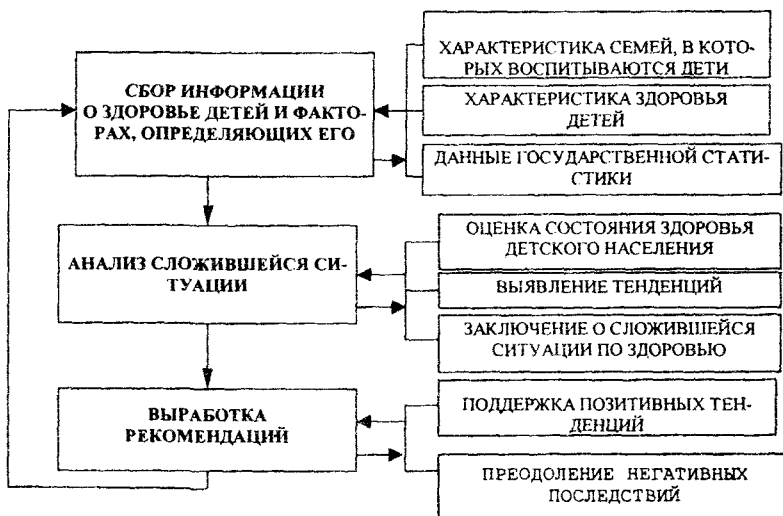 СБОР ИНФОРМАЦИИ
О ЗДОРОВЬЕ ДЕТЕЙ И ФАКТО-
РАХ, ОПРЕДЕЛЯЮЩИХ ЕГО
ХАРАКТЕРИСТИКА СЕМЕЙ, В КОТО-
РЫХ ВОСПИТЫВАЮТСЯ ДЕТИ
ХАРАКТЕРИСТИКА ЗДОРОВЬЯ
ДЕТЕЙ
ДАННЫЕ ГОСУДАРСТВЕННОЙ СТАТИ-
СТИКИ
АНАЛИЗ СЛОЖИВШЕЙСЯ СИ-
ТУАЦИИ
ОЦЕНКА СОСТОЯНИЯ ЗДОРОВЬЯ
ДЕТСКОГО НАСЕЛЕНИЯ
ВЫЯВЛЕНИЕ ТЕНДЕНЦИЙ
ЗАКЛЮЧЕНИЕ О СЛОЖИВШЕЙСЯ
СИТУАЦИИ ПО ЗДОРОВЬЮ
ВЫРАБОТКА
РЕКОМЕНДАЦИЙ
ПОДДЕРЖКА ПОЗИТИВНЫХ ТЕН-
ДЕНЦИЙ
ПРЕОДОЛЕНИЕ НЕГАТИВНЫХ
ПОСЛЕДСТВИЙ